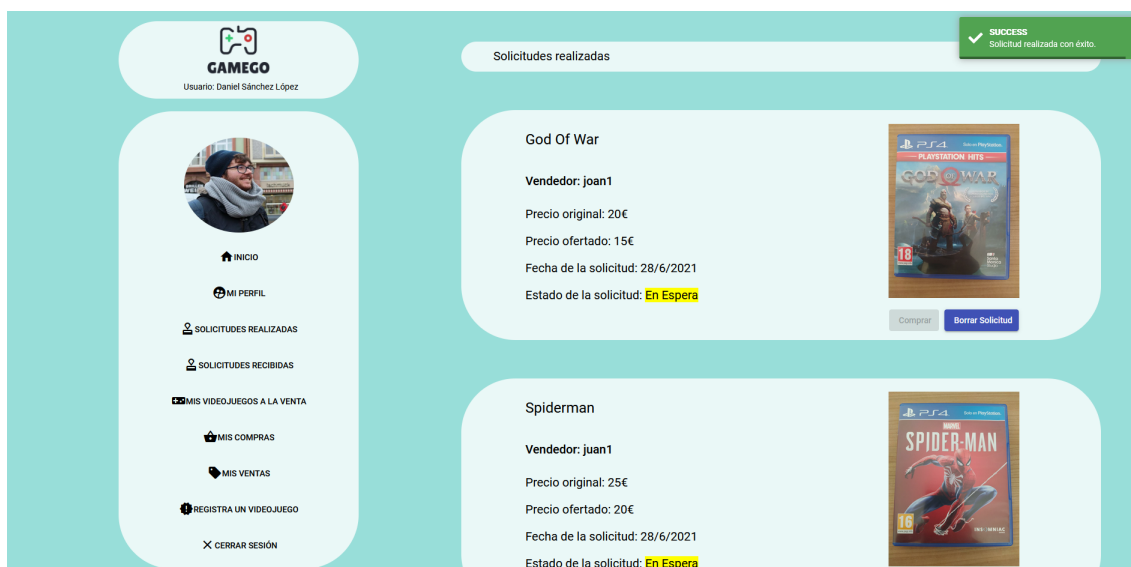 GAMEGO
Usuario: Daniel Sánchez López
INICIO
MI PERFIL
SOLICITUDES REALIZADAS
SOLICITUDES RECIBIDAS
MIS VIDEOJUEGOS A LA VENTA
MIS COMPRAS
MIS VENTAS
REGISTRA UN VIDEOJUEGO
CERRAR SESIÓN
Solicitudes realizadas
SUCCESS
Solicitud realizada con éxito.
God Of War
Vendedor: joan1
Precio original: 20€
Precio ofertado: 15€
Fecha de la solicitud: 28/6/2021
Estado de la solicitud: En Espera
PS4
PLAYSTATION HITS
GOD OF WAR
18
Comprar
Borrar Solicitud
Spiderman
Vendedor: juan1
Precio original: 25€
Precio ofertado: 20€
Fecha de la solicitud: 28/6/2021
Estado de la solicitud: En Espera
PS4
MARVEL
SPIDER-MAN
16